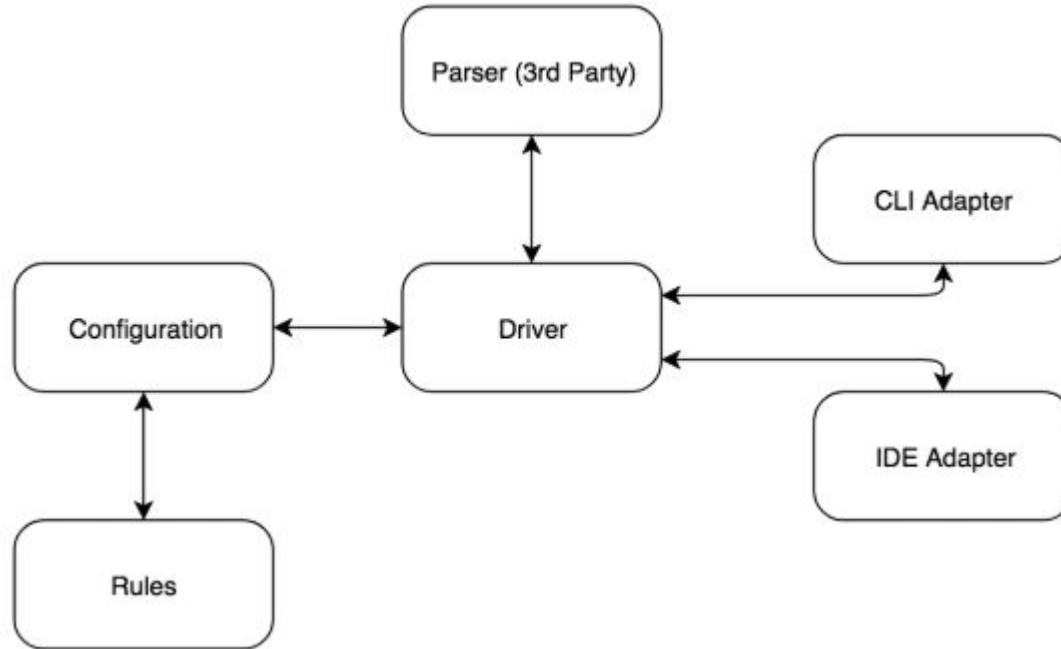 Parser (3rd Party)
CLI Adapter
Configuration
Driver
IDE Adapter
Rules